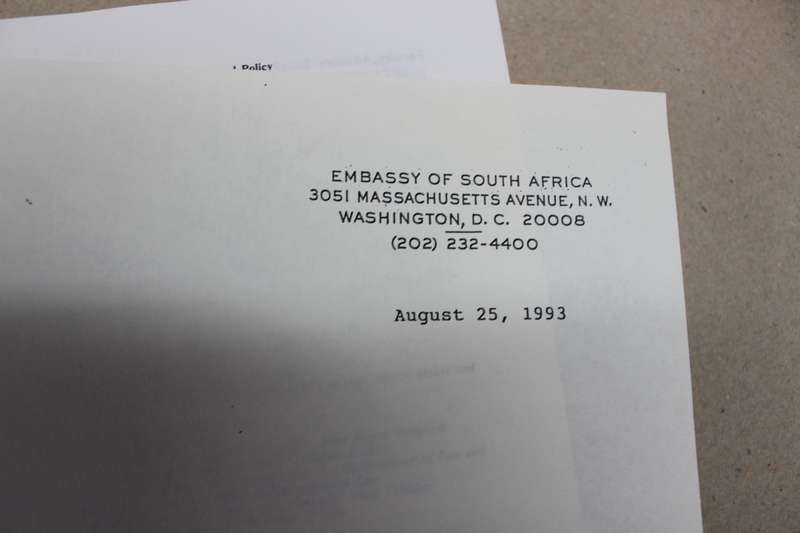 Policy
EMBASSY OF SOUTH AFRICA
3051 MASSACHUSETTS AVENUE, N. W.
WASHINGTON, D. C. 20008
(202) 232-4400
August 25, 1993